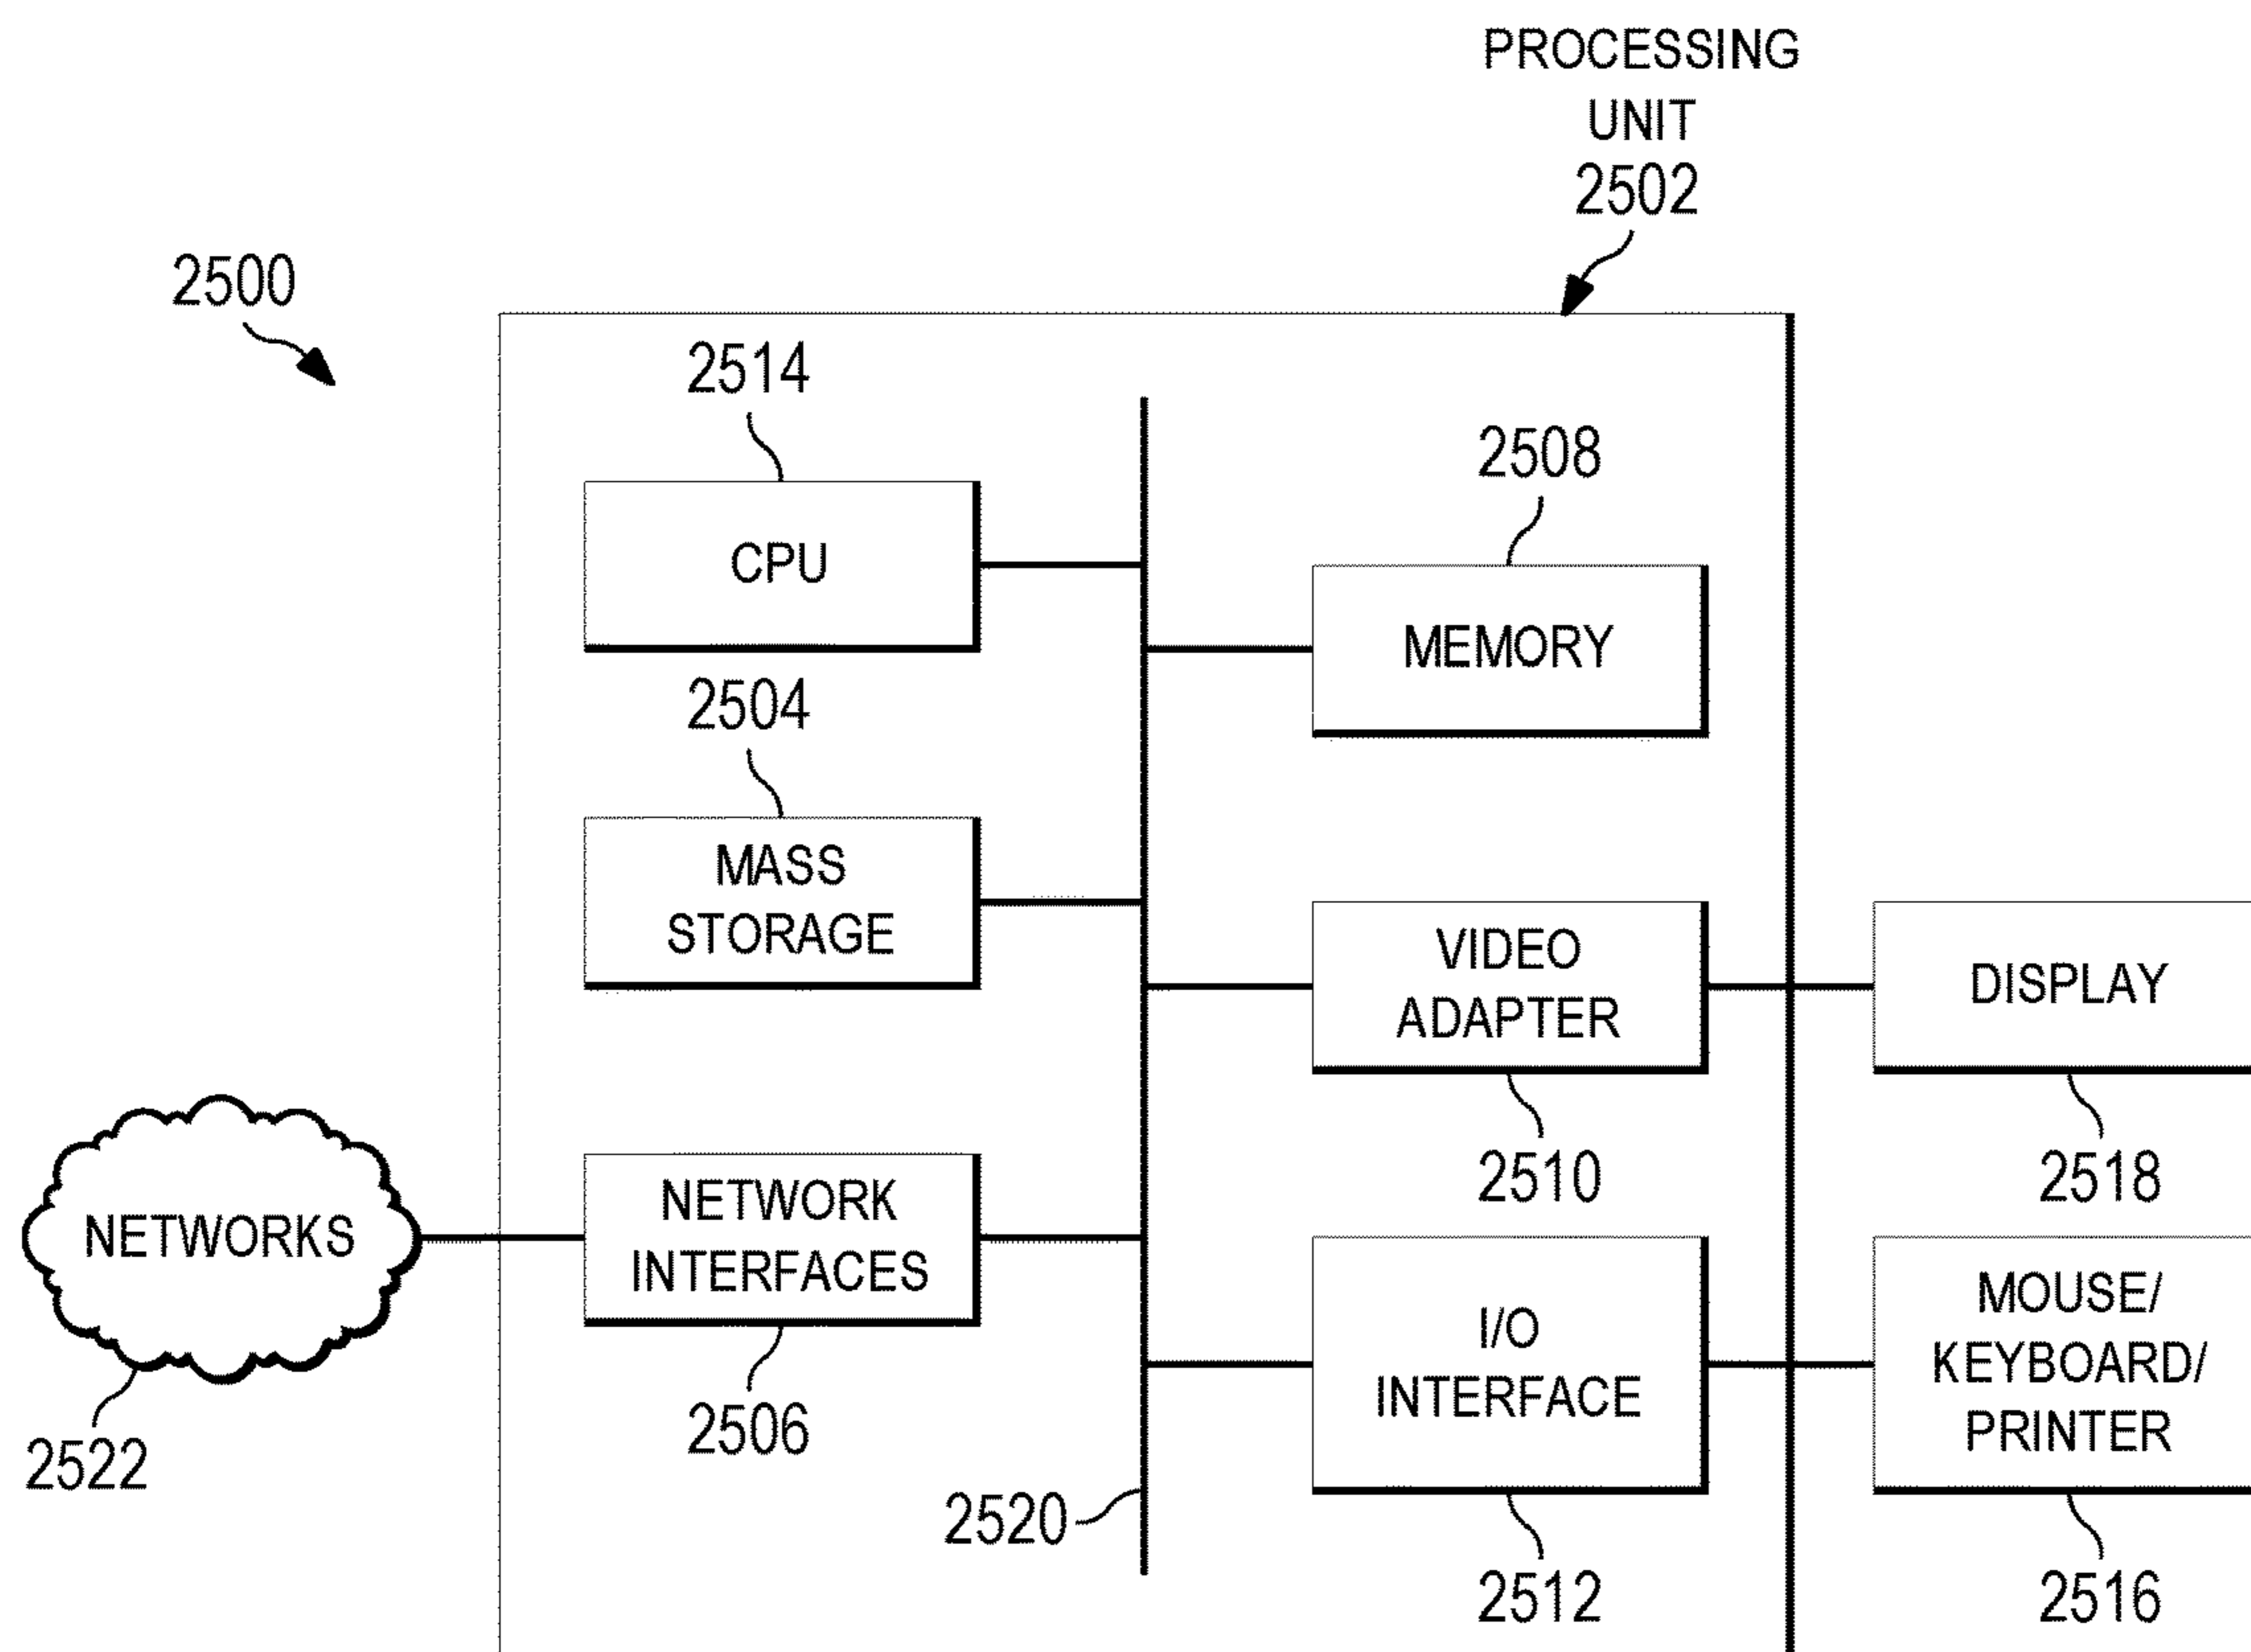 PROCESSING
UNIT
2502
2500
2514
CPU
2508
MEMORY
2504
MASS
STORAGE
VIDEO
ADAPTER
2510
DISPLAY
2518
NETWORKS
2522
NETWORK
INTERFACES
2506
2520
I/O
INTERFACE
2512
MOUSE/
KEYBOARD/
PRINTER
2516